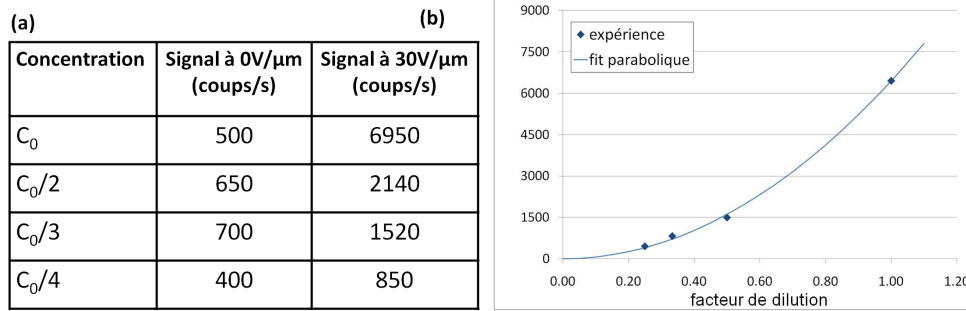 (a)
Concentration Signal à 0V/µm Signal à 30V/µm
(coups/s) (coups/s)
C₀ 500 6950
C₀/2 650 2140
C₀/3 700 1520
C₀/4 400 850
(b)
9000
7500
6000
4500
3000
1500
0
expérience
fit parabolique
0.00 0.20 0.40 0.60 0.80 1.00 1.20
facteur de dilution